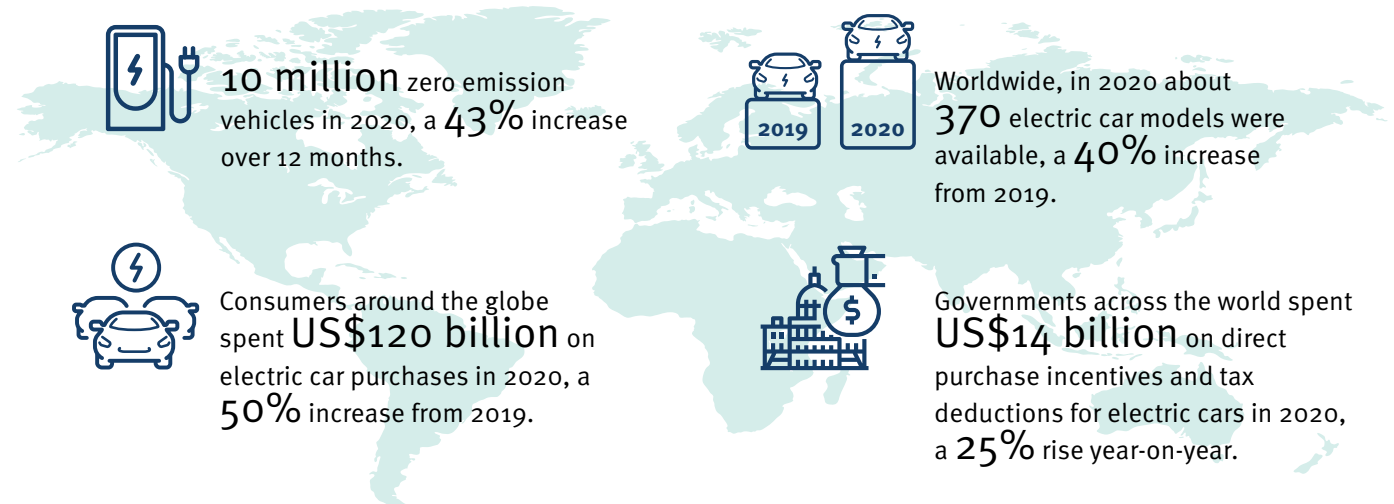 10 million zero emission
vehicles in 2020, a 43% increase
over 12 months.
2019
2020
Worldwide, in 2020 about
370 electric car models were
available, a 40% increase
from 2019.
Consumers around the globe
spent US$120 billion on
electric car purchases in 2020, a
50% increase from 2019.
$
Governments across the world spent
US$14 billion on direct
purchase incentives and tax
deductions for electric cars in 2020,
a 25% rise year-on-year.